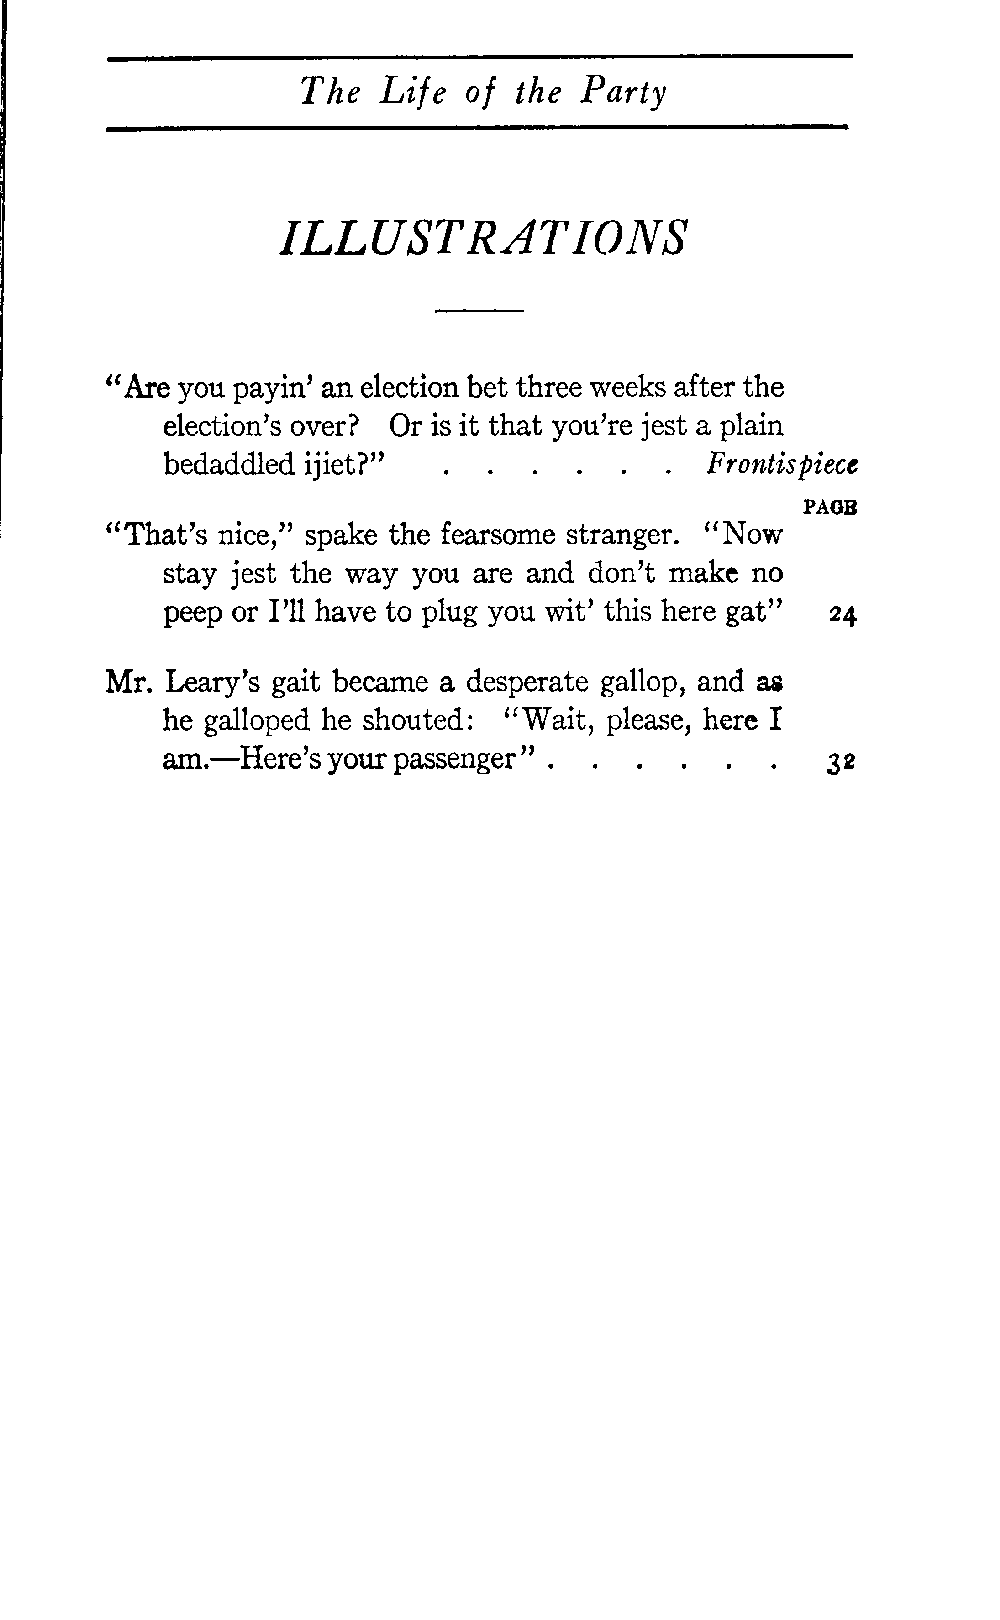 The Life of the Party
ILLUSTRATIONS
“Are you payin’ an election bet three weeks after the
election’s over? Or is it that you’re jest a plain
bedaddled ijiet?” . . . . . . Frontispiece
PAGE
“That’s nice,” spake the fearsome stranger. “Now
stay jest the way you are and don’t make no
peep or I’ll have to plug you wit’ this here gat” 24
Mr. Leary’s gait became a desperate gallop, and as
he galloped he shouted: “Wait, please, here I
am.—Here’s your passenger” . . . . . . 32